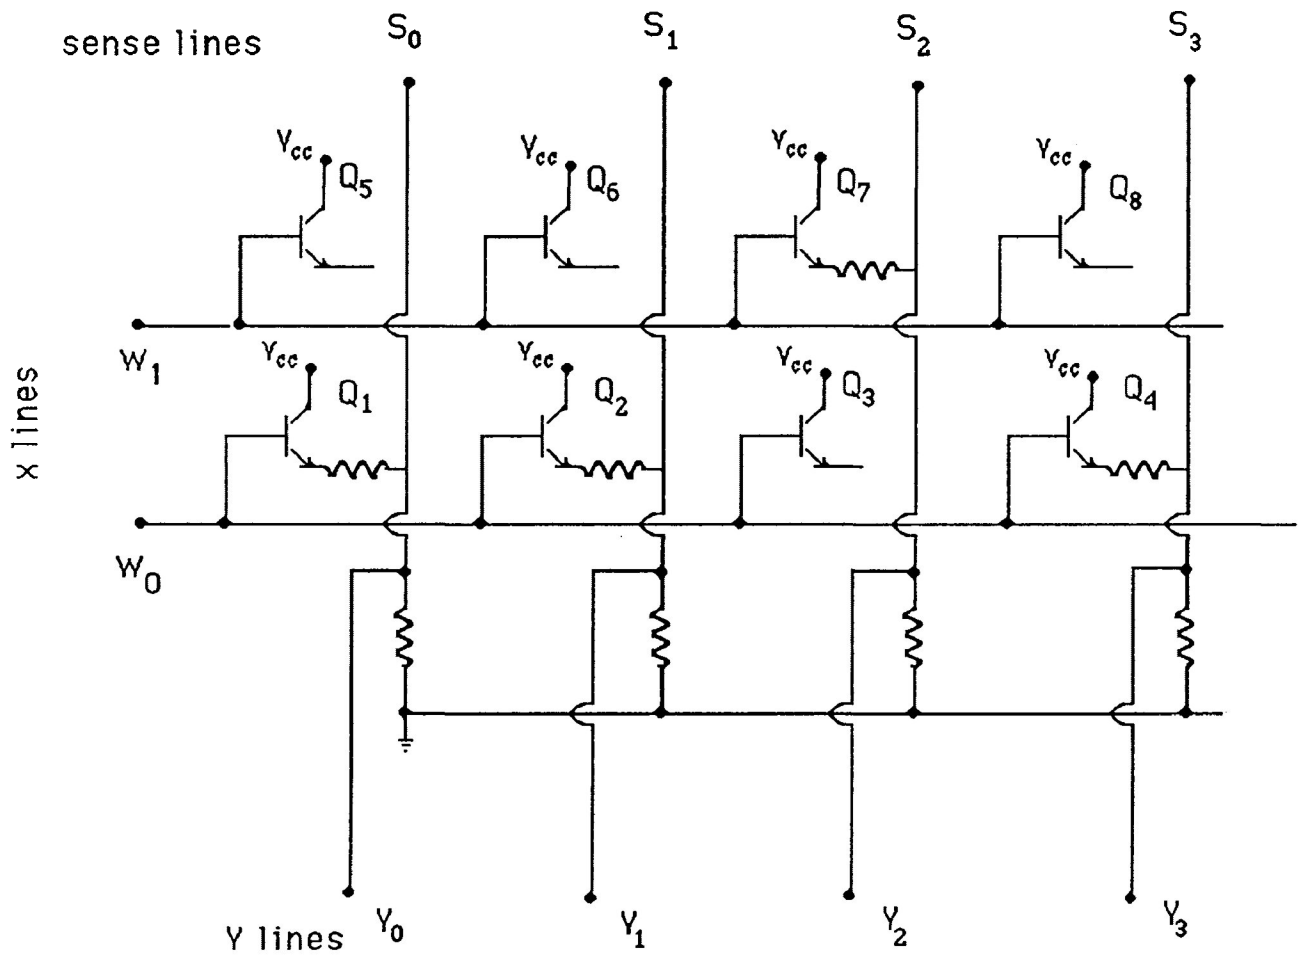 sense lines S₀ S₁ S₂ S₃
Vcc Q₅ Vcc Q₆ Vcc Q₇ Vcc Q₈
W₁
Vcc Q₁ Vcc Q₂ Vcc Q₃ Vcc Q₄
x lines
W₀
Y lines Y₀ Y₁ Y₂ Y₃